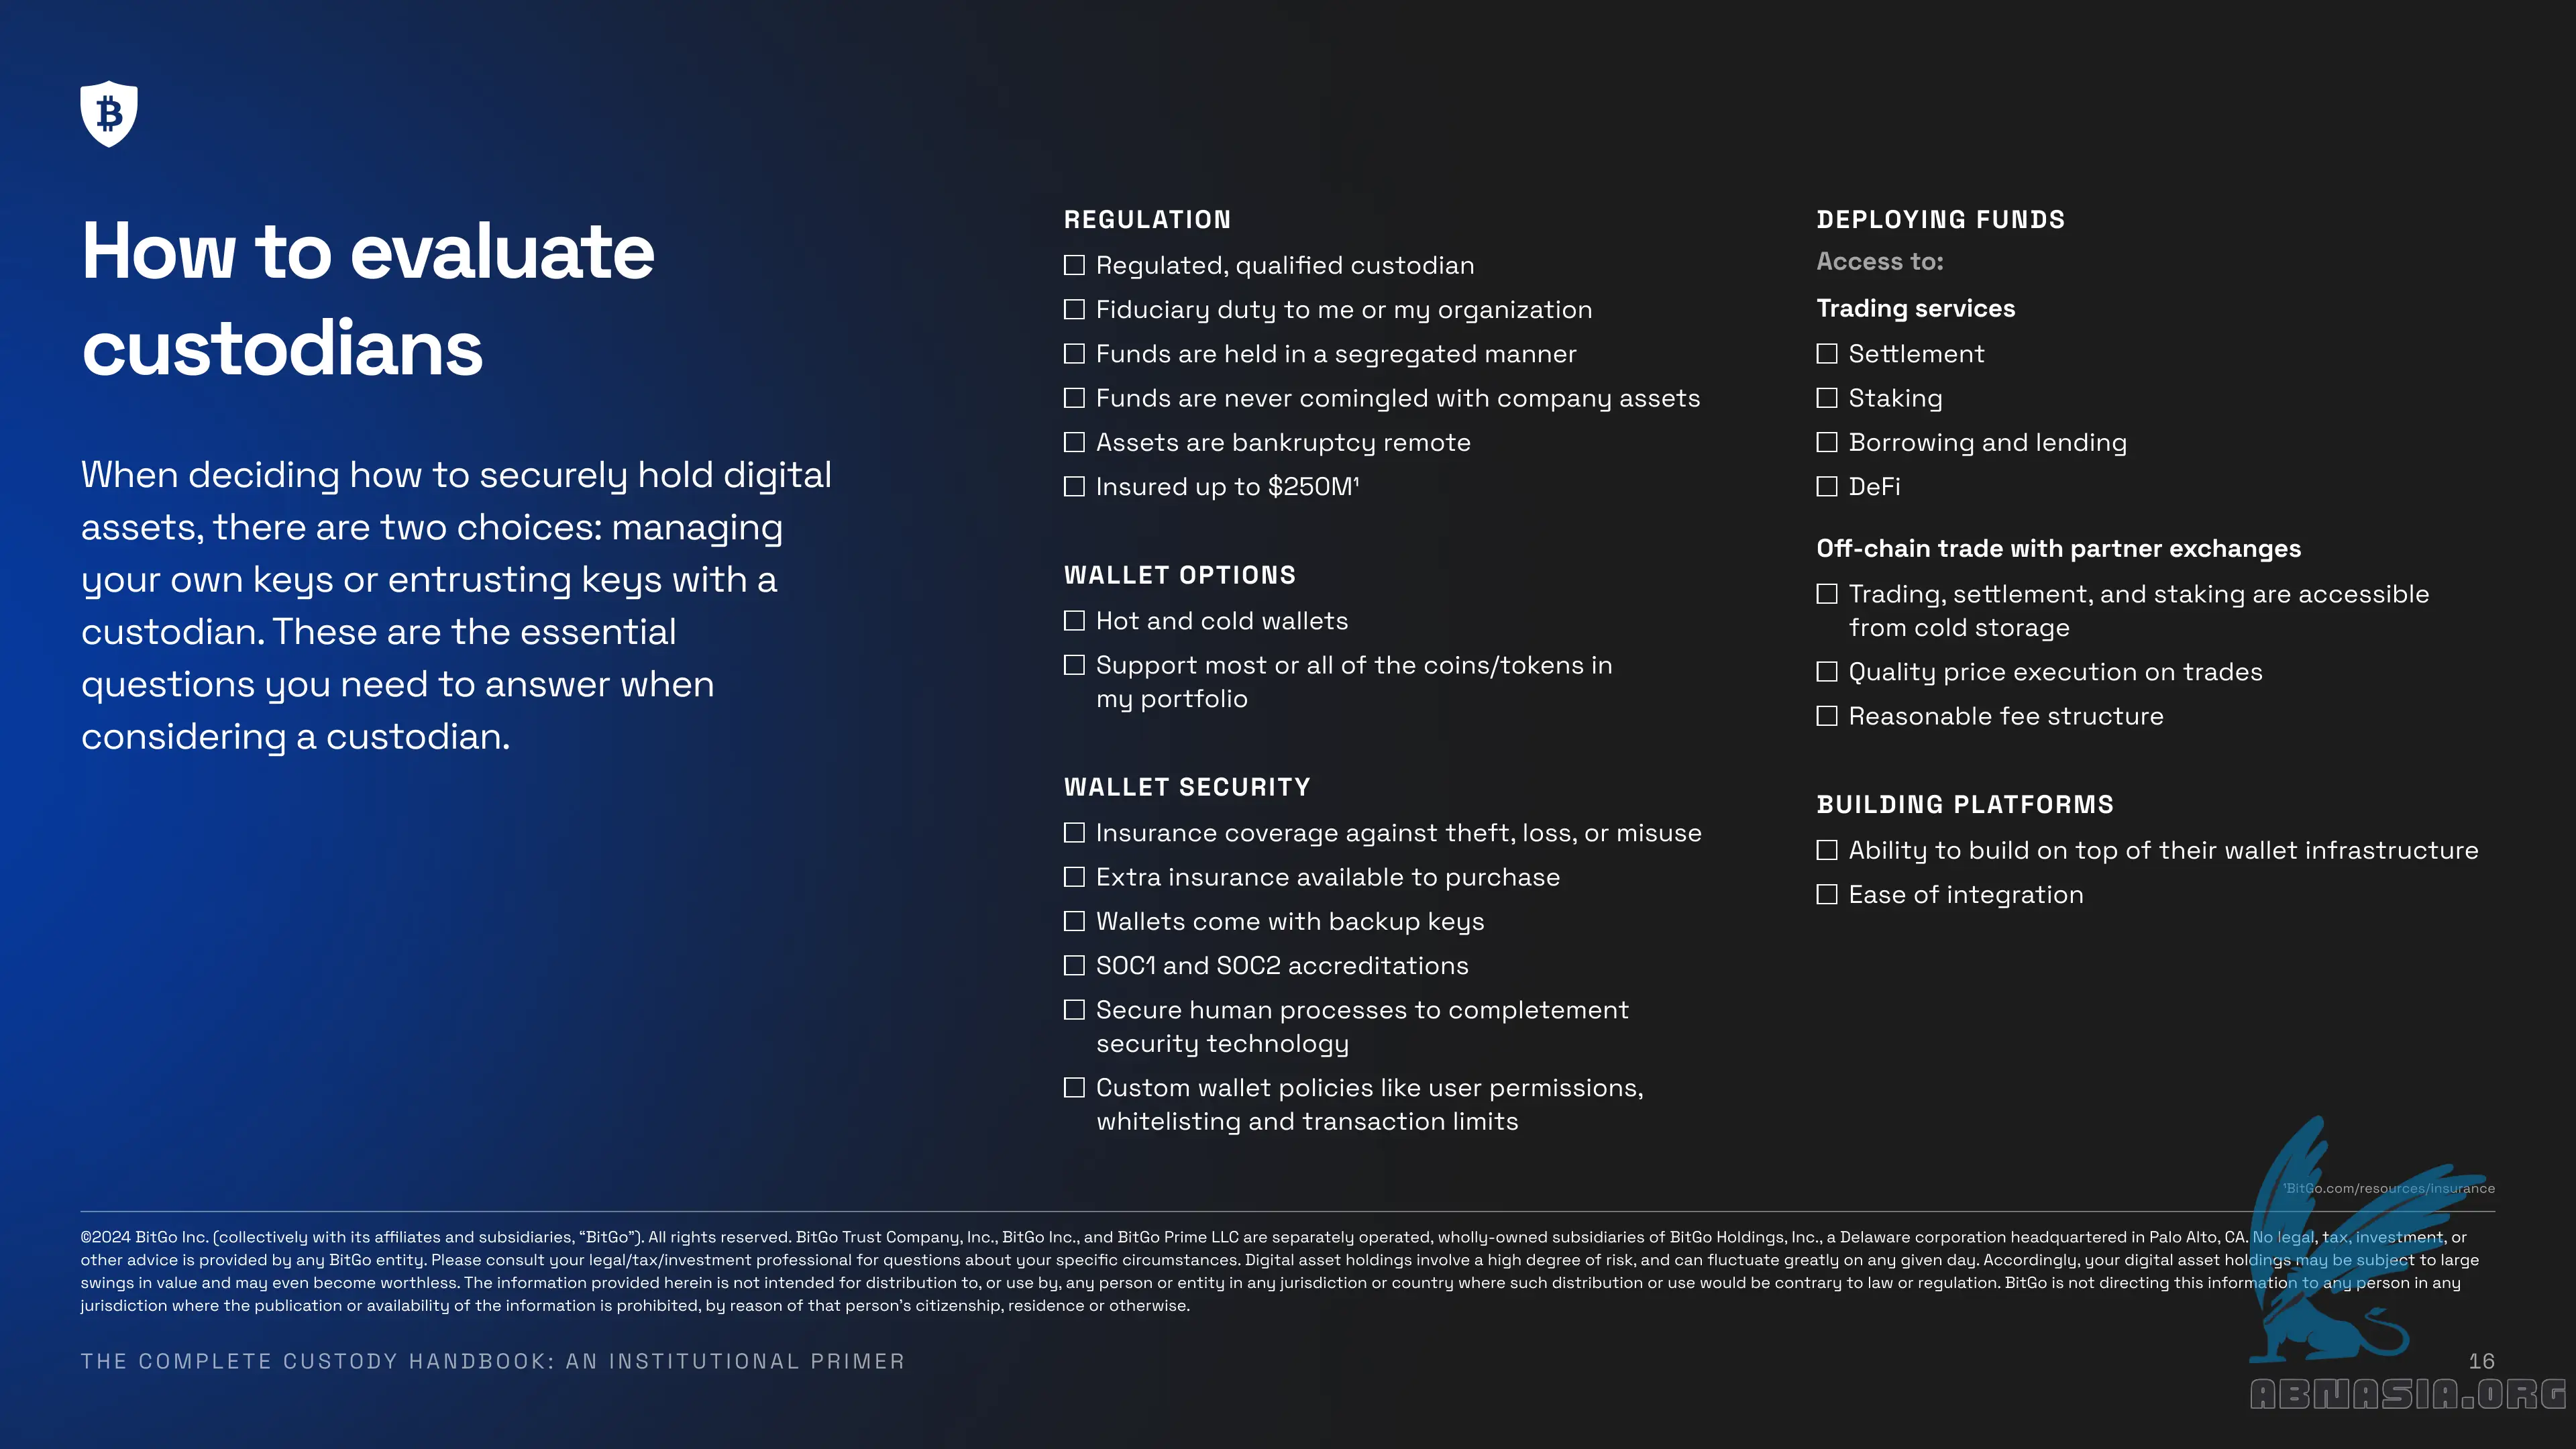 How to evaluate
custodians
When deciding how to securely hold digital
assets, there are two choices: managing
your own keys or entrusting keys with a
custodian. These are the essential
questions you need to answer when
considering a custodian.
REGULATION
Regulated, qualified custodian
Fiduciary duty to me or my organization
Funds are held in a segregated manner
Funds are never comingled with company assets
Assets are bankruptcy remote
Insured up to $250M¹
WALLET OPTIONS
Hot and cold wallets
Support most or all of the coins/tokens in
my portfolio
WALLET SECURITY
Insurance coverage against theft, loss, or misuse
Extra insurance available to purchase
Wallets come with backup keys
SOC1 and SOC2 accreditations
Secure human processes to completement
security technology
Custom wallet policies like user permissions,
whitelisting and transaction limits
DEPLOYING FUNDS
Access to:
Trading services
Settlement
Staking
Borrowing and lending
DeFi
Off-chain trade with partner exchanges
Trading, settlement, and staking are accessible
from cold storage
Quality price execution on trades
Reasonable fee structure
BUILDING PLATFORMS
Ability to build on top of their wallet infrastructure
Ease of integration
¹BitGo.com/resources/insurance
©2024 BitGo Inc. (collectively with its affiliates and subsidiaries, “BitGo”). All rights reserved. BitGo Trust Company, Inc., BitGo Inc., and BitGo Prime LLC are separately operated, wholly-owned subsidiaries of BitGo Holdings, Inc., a Delaware corporation headquartered in Palo Alto, CA. No legal, tax, investment, or
other advice is provided by any BitGo entity. Please consult your legal/tax/investment professional for questions about your specific circumstances. Digital asset holdings involve a high degree of risk, and can fluctuate greatly on any given day. Accordingly, your digital asset holdings may be subject to large
swings in value and may even become worthless. The information provided herein is not intended for distribution to, or use by, any person or entity in any jurisdiction or country where such distribution or use would be contrary to law or regulation. BitGo is not directing this information to any person in any
jurisdiction where the publication or availability of the information is prohibited, by reason of that person’s citizenship, residence or otherwise.
THE COMPLETE CUSTODY HANDBOOK: AN INSTITUTIONAL PRIMER
16
ABNASIA.ORG